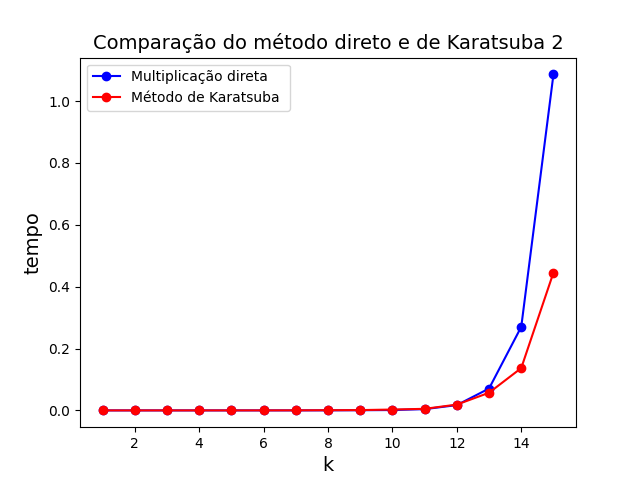 Comparação do método direto e de Karatsuba 2
Multiplicação direta
Método de Karatsuba
1.0
0.8
0.6
0.4
0.2
0.0
tempo
2 4 6 8 10 12 14
k